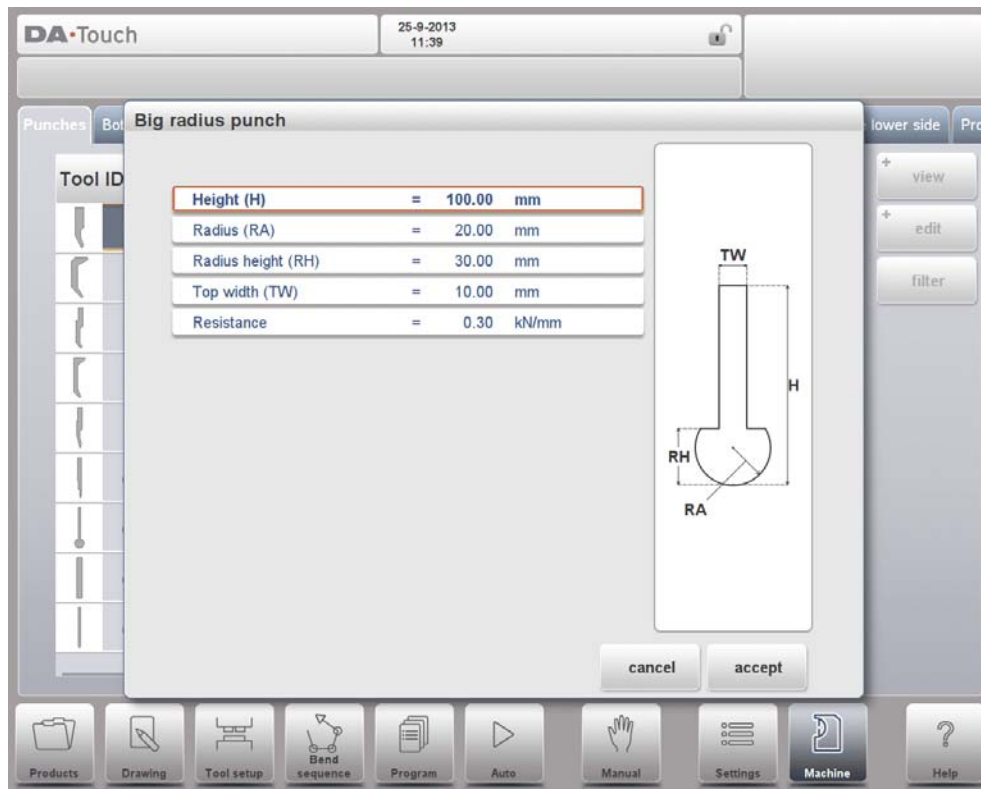 DA·Touch
25-9-2013
11:39
Punches
Bot
lower side
Pro
Big radius punch
Tool ID
Height (H) = 100.00 mm
Radius (RA) = 20.00 mm
Radius height (RH) = 30.00 mm
Top width (TW) = 10.00 mm
Resistance = 0.30 kN/mm
TW
H
RH
RA
+ view
+ edit
filter
cancel
accept
Products
Drawing
Tool setup
Bend
sequence
Program
Auto
Manual
Settings
Machine
?
Help